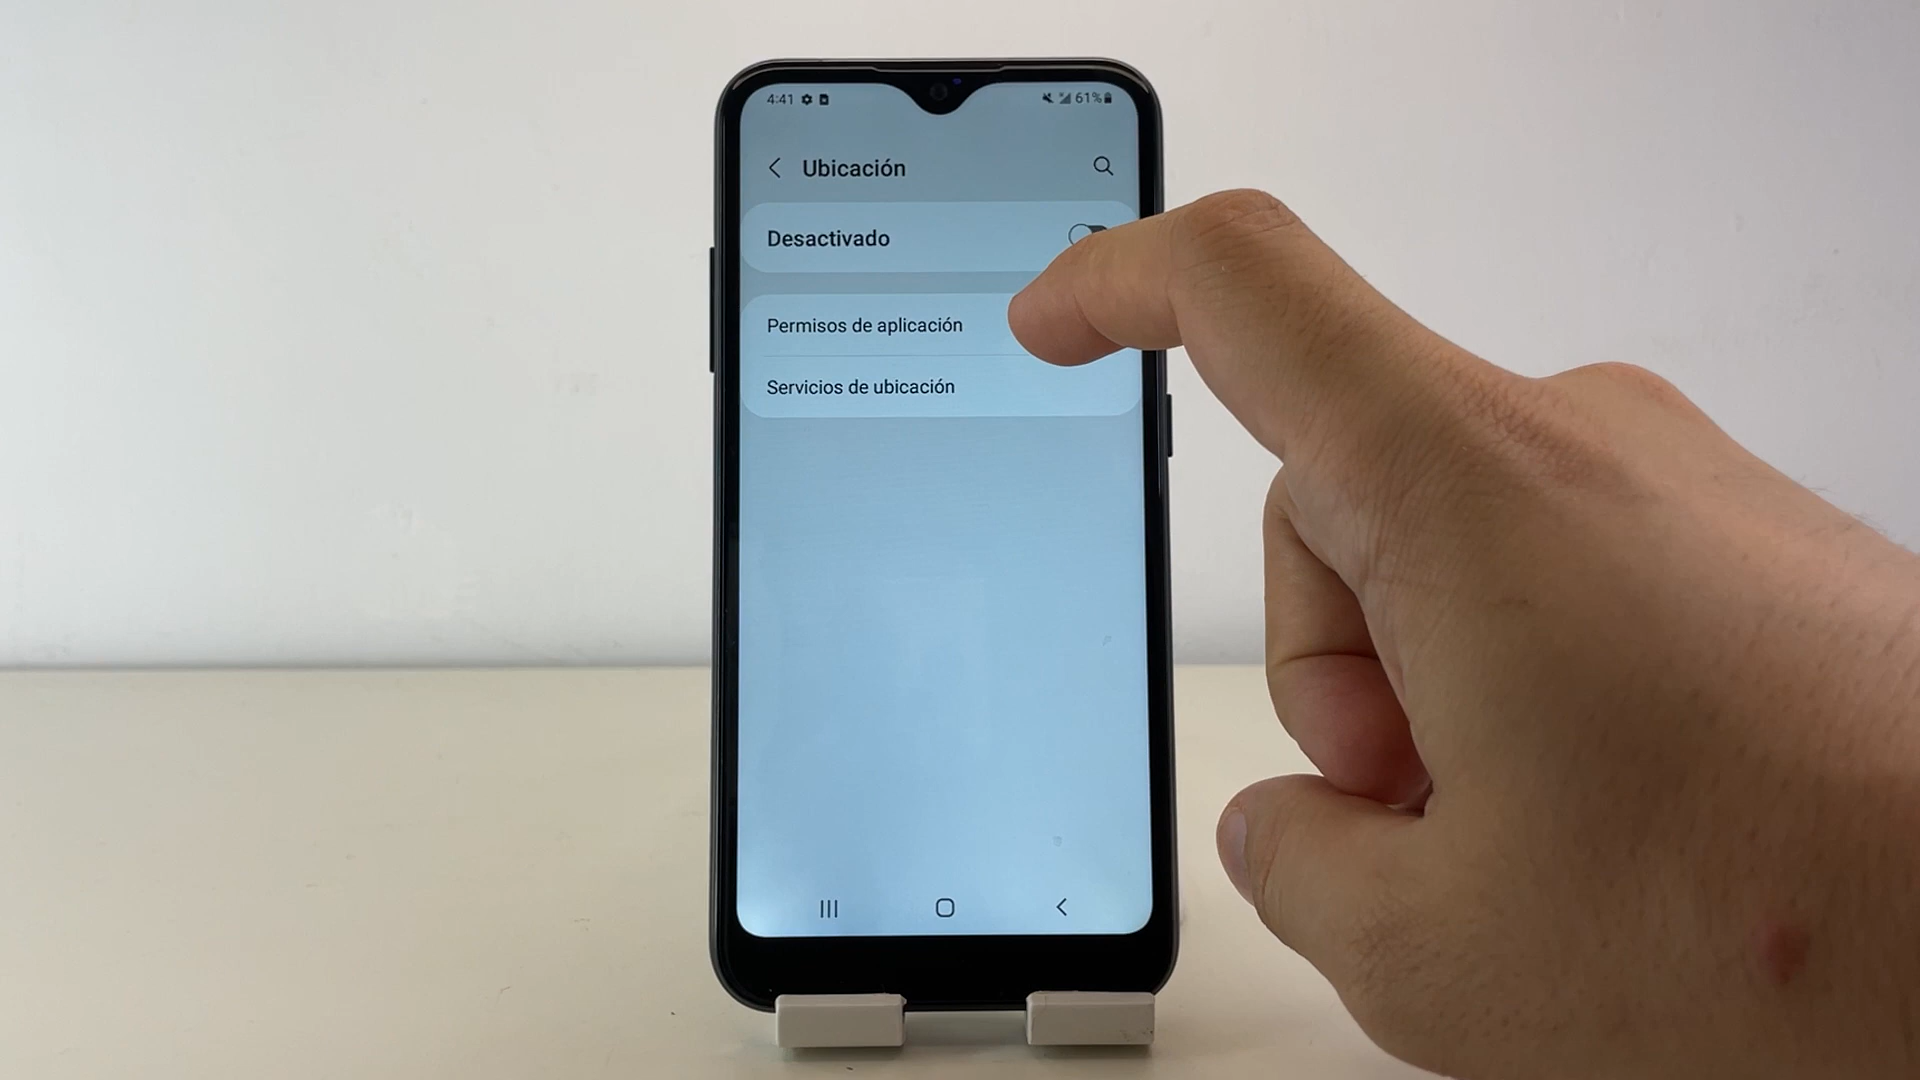 4:41 61%
Ubicación
Desactivado
Permisos de aplicación
Servicios de ubicación